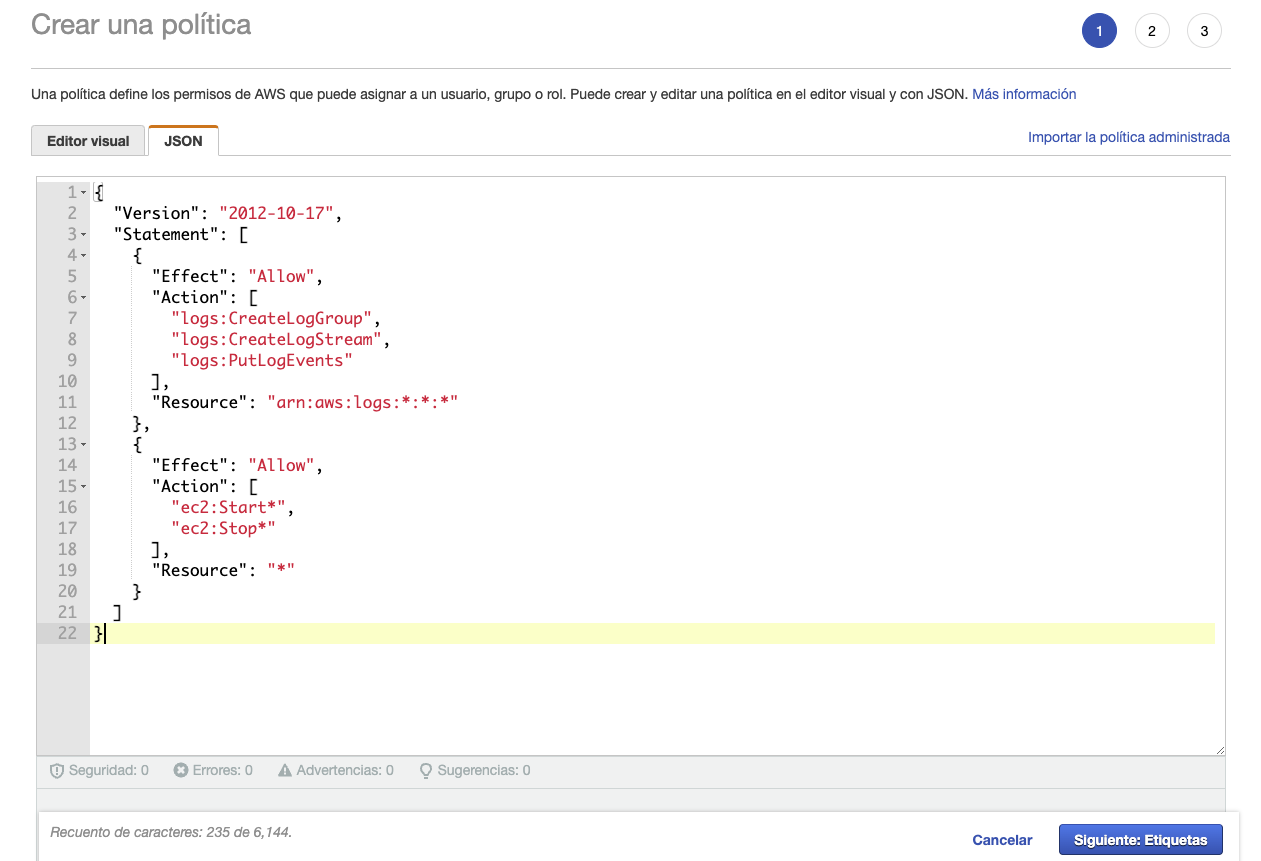 Crear una política
1 2 3
Una política define los permisos de AWS que puede asignar a un usuario, grupo o rol. Puede crear y editar una política en el editor visual y con JSON. Más información
Editor visual JSON Importar la política administrada
1 {
2   "Version": "2012-10-17",
3   "Statement": [
4     {
5       "Effect": "Allow",
6       "Action": [
7         "logs:CreateLogGroup",
8         "logs:CreateLogStream",
9         "logs:PutLogEvents"
10       ],
11       "Resource": "arn:aws:logs:*:*:*"
12     },
13     {
14       "Effect": "Allow",
15       "Action": [
16         "ec2:Start*",
17         "ec2:Stop*"
18       ],
19       "Resource": "*"
20     }
21   ]
22 }
Seguridad: 0 Errores: 0 Advertencias: 0 Sugerencias: 0
Recuento de caracteres: 235 de 6,144.
Cancelar Siguiente: Etiquetas